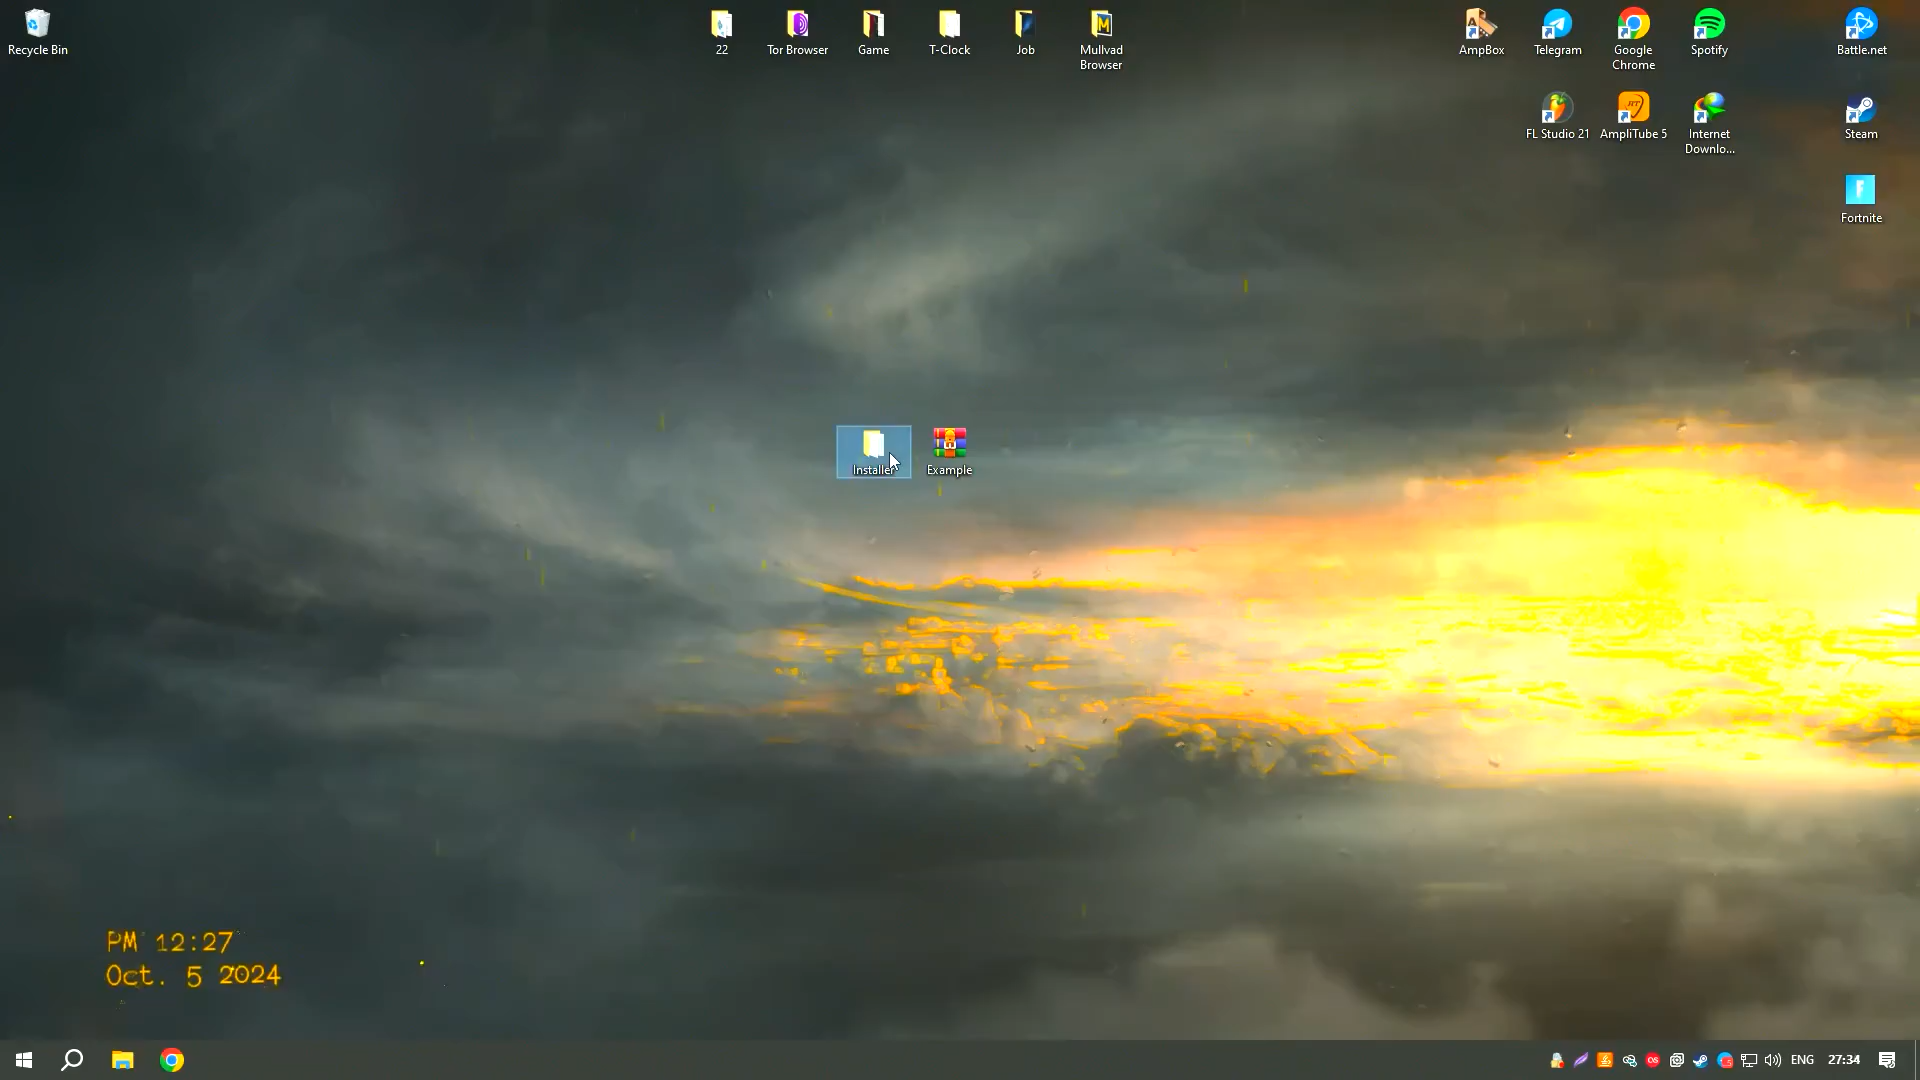 Recycle Bin
22
Tor Browser
Game
T-Clock
Job
Mullvad
Browser
AmpBox
Telegram
Google
Chrome
Spotify
Battle.net
FL Studio 21
AmpliTube 5
Internet
Downlo...
Steam
Fortnite
Installer
Example
PM 12:27
Oct. 5 2024
ENG
27:34